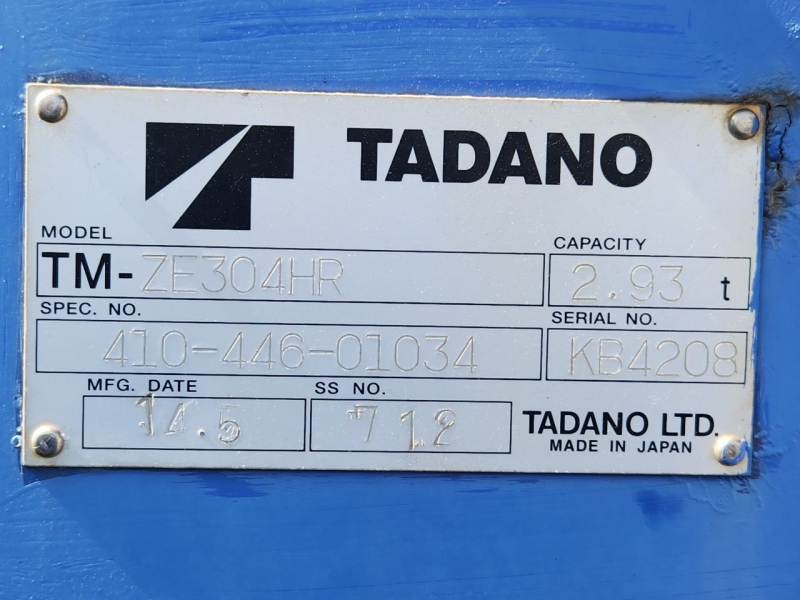 TADANO
MODEL
TM-ZE304HR
CAPACITY
2.93 t
SPEC. NO.
410-446-01034
SERIAL NO.
KB4208
MFG. DATE
14.5
SS NO.
712
TADANO LTD.
MADE IN JAPAN